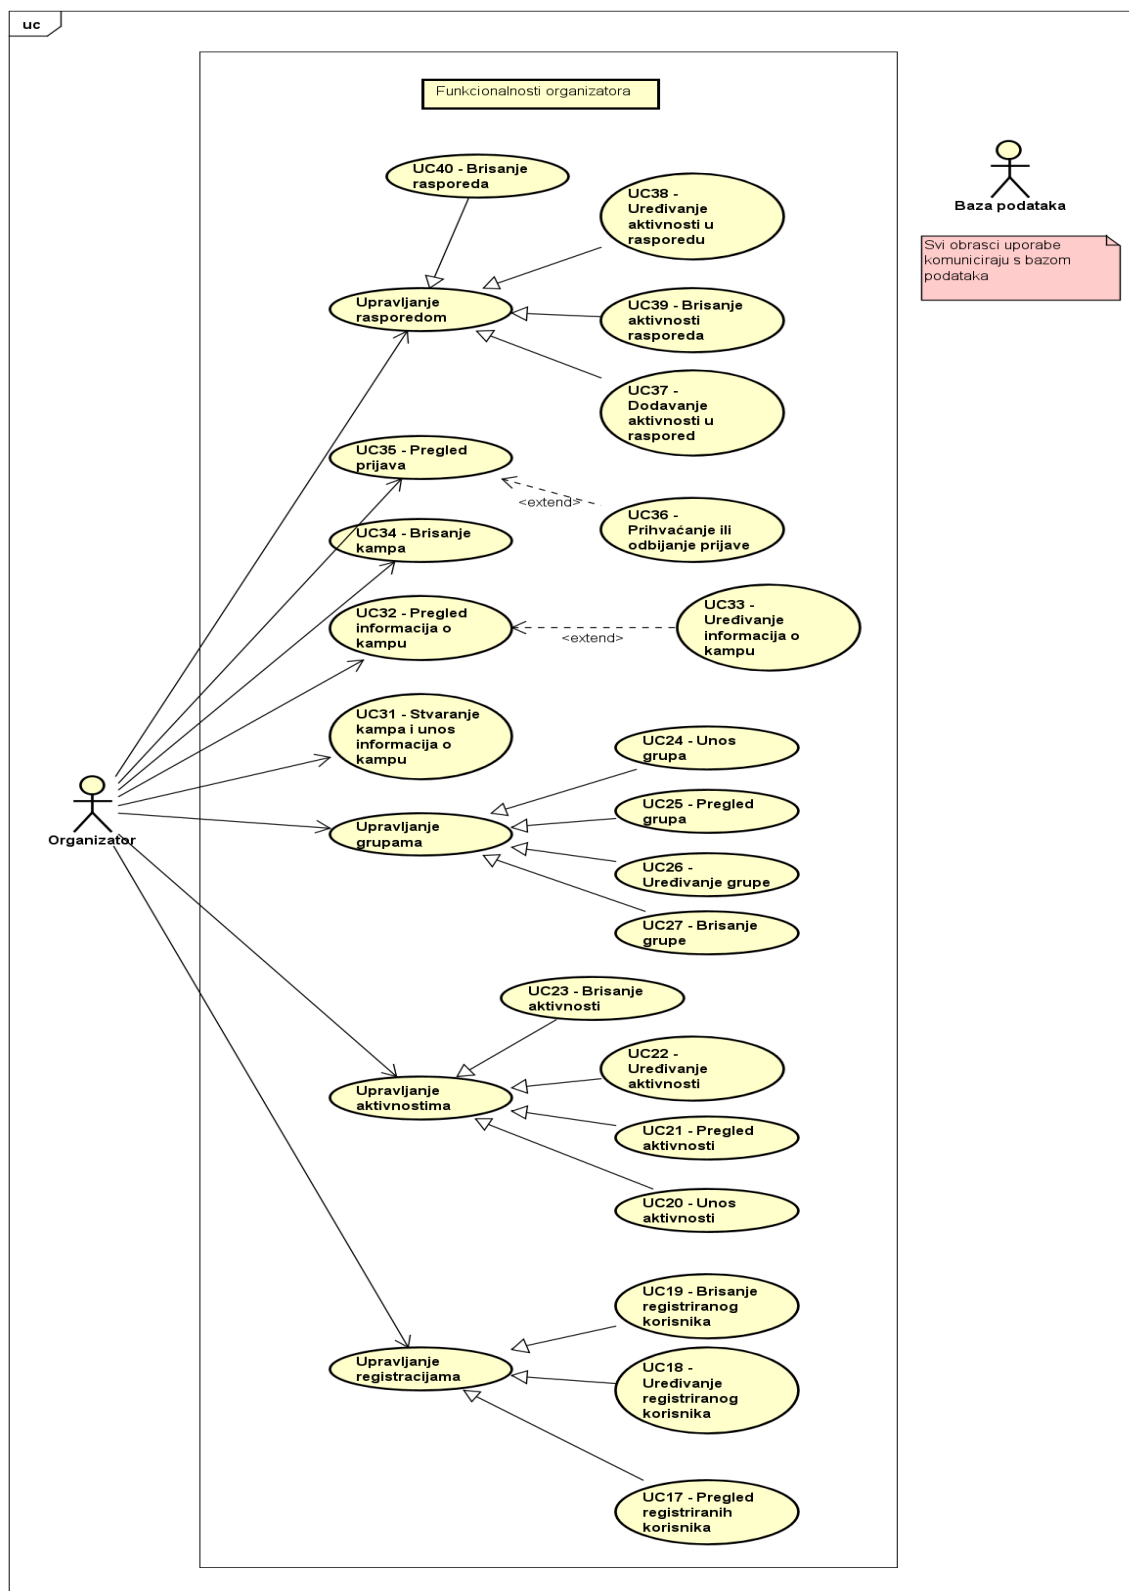 uc
Funkcionalnosti organizatora
UC40 - Brisanje
rasporeda
UC38 -
Uređivanje
aktivnosti u
rasporedu
Baza podataka
Svi obrasci uporabe
komuniciraju s bazom
podataka
Upravljanje
rasporedom
UC39 - Brisanje
aktivnosti
rasporeda
UC37 -
Dodavanje
aktivnosti u
raspored
UC35 - Pregled
prijava
<extend>
UC36 -
Prihvaćanje ili
odbijanje prijave
UC34 - Brisanje
kampa
UC32 - Pregled
informacija o
kampu
<extend>
UC33 -
Uređivanje
informacija o
kampu
UC31 - Stvaranje
kampa i unos
informacija o
kampu
Organizator
UC24 - Unos
grupa
Upravljanje
grupama
UC25 - Pregled
grupa
UC26 -
Uređivanje grupe
UC27 - Brisanje
grupe
UC23 - Brisanje
aktivnosti
Upravljanje
aktivnostima
UC22 -
Uređivanje
aktivnosti
UC21 - Pregled
aktivnosti
UC20 - Unos
aktivnosti
UC19 - Brisanje
registriranog
korisnika
Upravljanje
registracijama
UC18 -
Uređivanje
registriranog
korisnika
UC17 - Pregled
registriranih
korisnika